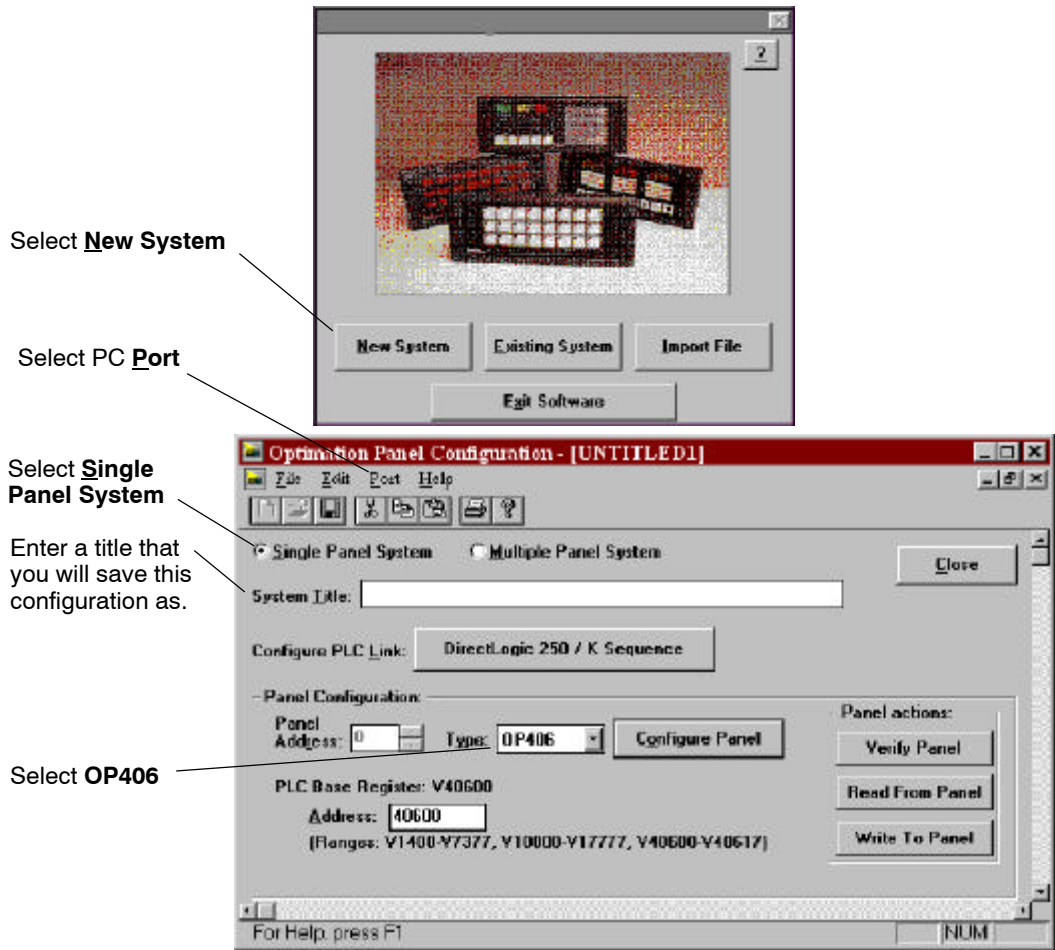 ?
Select New System
New System
Existing System
Import File
Select PC Port
Exit Software
Optimation Panel Configuration - [UNTITLED1]
File Edit Port Help
Select Single
Panel System
Single Panel System
Multiple Panel System
Close
Enter a title that
you will save this
configuration as.
System Title:
Configure PLC Link:
DirectLogic 250 / K Sequence
Panel Configuration:
Panel
Address:
0
Type:
OP406
Configure Panel
Panel actions:
Verify Panel
Read From Panel
Write To Panel
Select OP406
PLC Base Register: V40600
Address:
40600
(Ranges: V1400-V7377, V10000-V17777, V40600-V40617)
For Help, press F1
NUM